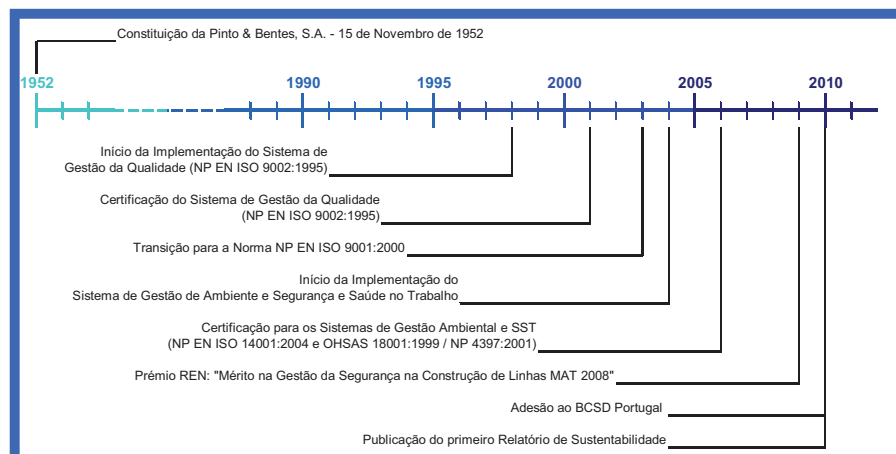 Constituição da Pinto & Bentes, S.A. - 15 de Novembro de 1952
1952 1990 1995 2000 2005 2010
Início da Implementação do Sistema de
Gestão da Qualidade (NP EN ISO 9002:1995)
Certificação do Sistema de Gestão da Qualidade
(NP EN ISO 9002:1995)
Transição para a Norma NP EN ISO 9001:2000
Início da Implementação do
Sistema de Gestão de Ambiente e Segurança e Saúde no Trabalho
Certificação para os Sistemas de Gestão Ambiental e SST
(NP EN ISO 14001:2004 e OHSAS 18001:1999 / NP 4397:2001)
Prémio REN: "Mérito na Gestão da Segurança na Construção de Linhas MAT 2008"
Adesão ao BCSD Portugal
Publicação do primeiro Relatório de Sustentabilidade